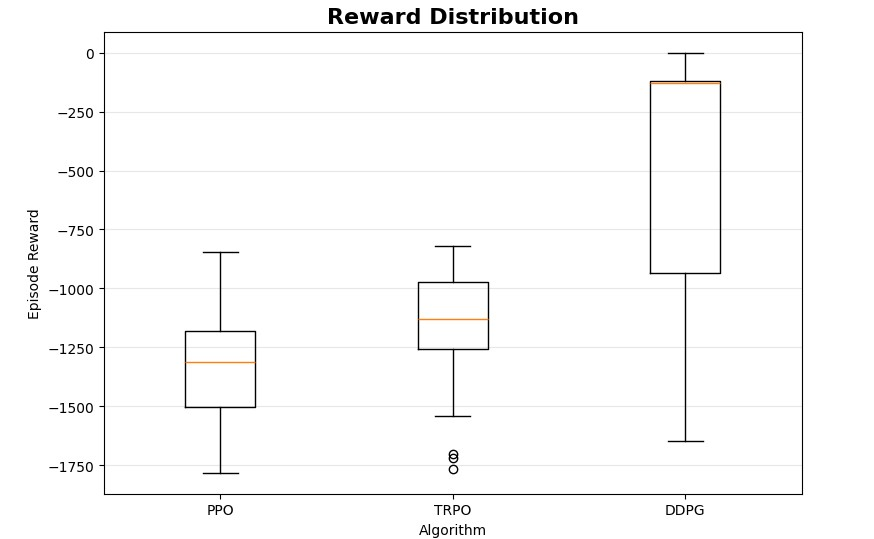 Reward Distribution
Episode Reward
0
−250
−500
−750
−1000
−1250
−1500
−1750
PPO
TRPO
DDPG
Algorithm